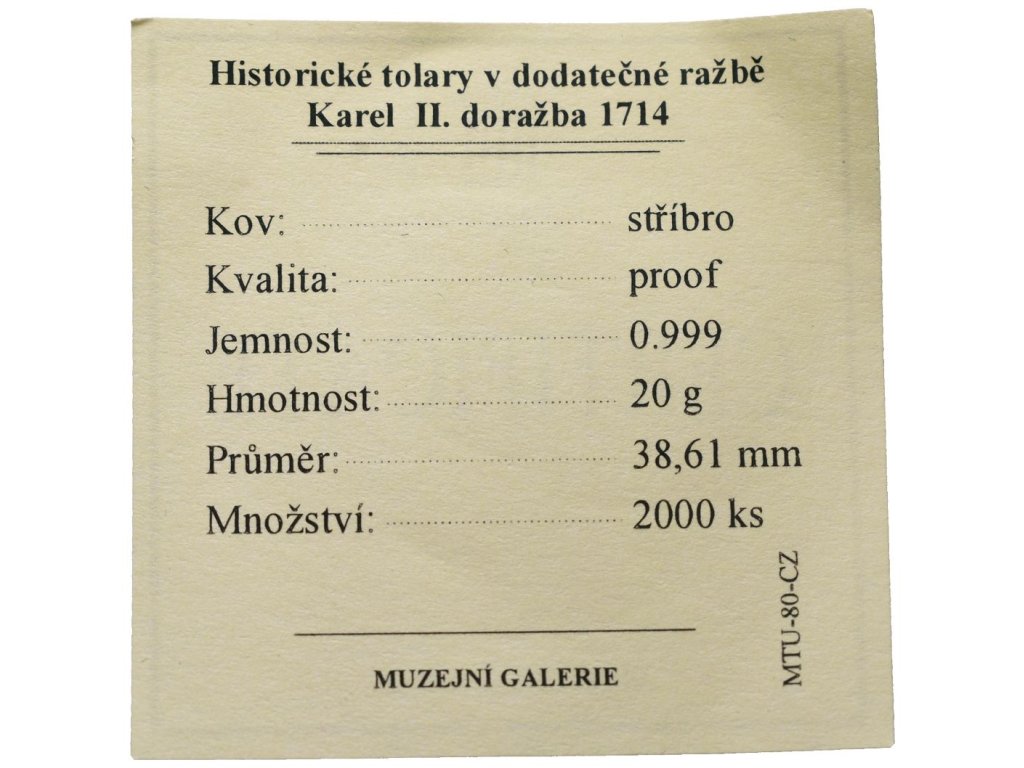 Historické tolary v dodatečné ražbě
Karel II. doražba 1714
Kov: stříbro
Kvalita: proof
Jemnost: 0.999
Hmotnost: 20 g
Průměr: 38,61 mm
Množství: 2000 ks
MTU-80-CZ
MUZEJNÍ GALERIE